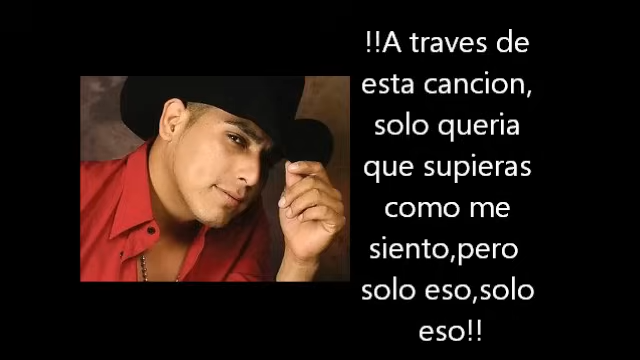 !!A traves de
esta cancion,
solo queria
que supieras
como me
siento,pero
solo eso,solo
eso!!